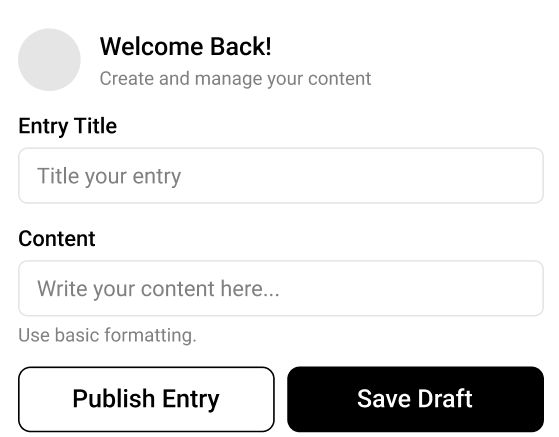 Welcome Back!
Create and manage your content
Entry Title
Title your entry
Content
Write your content here...
Use basic formatting.
Publish Entry
Save Draft